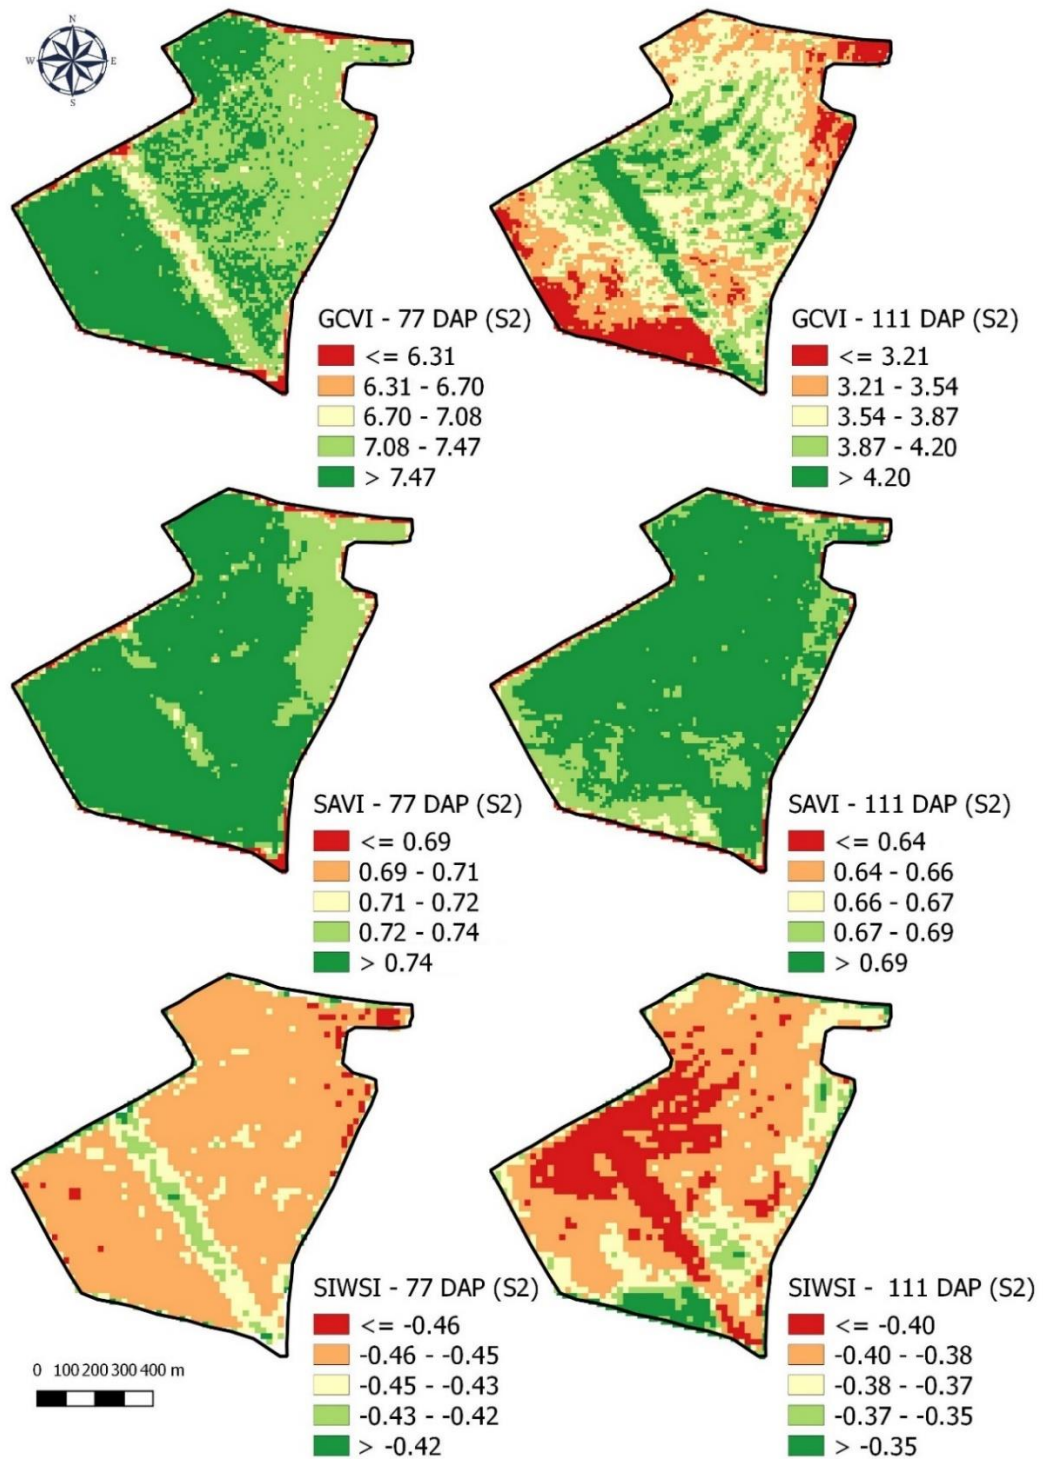 N
W E
S
GCVI - 77 DAP (S2)
<= 6.31
6.31 - 6.70
6.70 - 7.08
7.08 - 7.47
> 7.47
GCVI - 111 DAP (S2)
<= 3.21
3.21 - 3.54
3.54 - 3.87
3.87 - 4.20
> 4.20
SAVI - 77 DAP (S2)
<= 0.69
0.69 - 0.71
0.71 - 0.72
0.72 - 0.74
> 0.74
SAVI - 111 DAP (S2)
<= 0.64
0.64 - 0.66
0.66 - 0.67
0.67 - 0.69
> 0.69
SIWSI - 77 DAP (S2)
<= -0.46
-0.46 - -0.45
-0.45 - -0.43
-0.43 - -0.42
> -0.42
SIWSI - 111 DAP (S2)
<= -0.40
-0.40 - -0.38
-0.38 - -0.37
-0.37 - -0.35
> -0.35
0 100 200 300 400 m